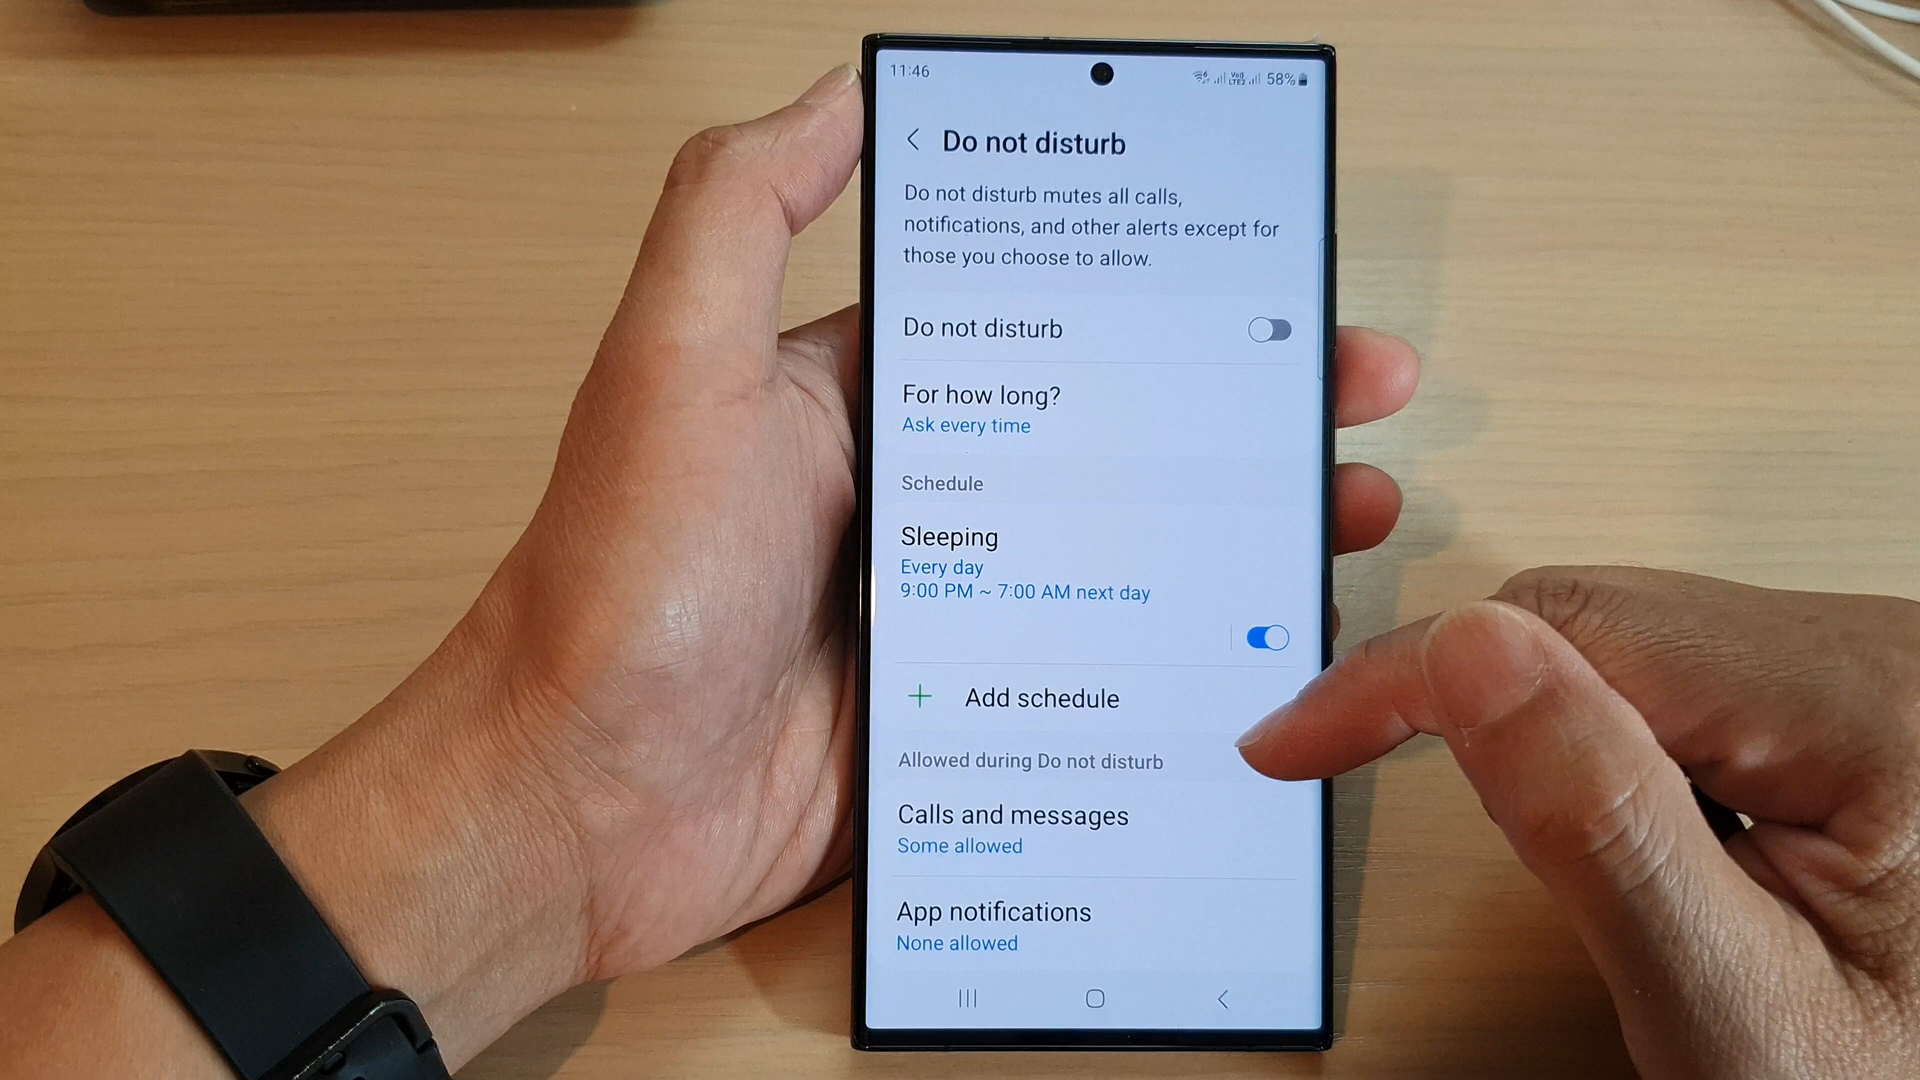 11:46
58%
Do not disturb
Do not disturb mutes all calls,
notifications, and other alerts except for
those you choose to allow.
Do not disturb
For how long?
Ask every time
Schedule
Sleeping
Every day
9:00 PM ~ 7:00 AM next day
Add schedule
Allowed during Do not disturb
Calls and messages
Some allowed
App notifications
None allowed